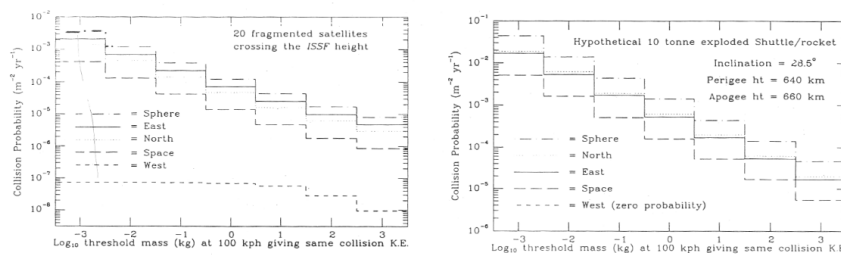 20 fragmented satellites
crossing the ISSF height
Collision Probability (m⁻² yr⁻¹)
10⁻²
10⁻³
10⁻⁴
10⁻⁵
10⁻⁶
10⁻⁷
10⁻⁸
= Sphere
= East
= North
= Space
= West
−3 −2 −1 0 1 2 3
Log₁₀ threshold mass (kg) at 100 kph giving same collision K.E.
Hypothetical 10 tonne exploded Shuttle/rocket
Inclination = 28.5°
Perigee ht = 640 km
Apogee ht = 660 km
Collision Probability (m⁻² yr⁻¹)
10⁻¹
10⁻²
10⁻³
10⁻⁴
10⁻⁵
10⁻⁶
= Sphere
= North
= East
= Space
= West (zero probability)
−3 −2 −1 0 1 2 3
Log₁₀ threshold mass (kg) at 100 kph giving same collision K.E.